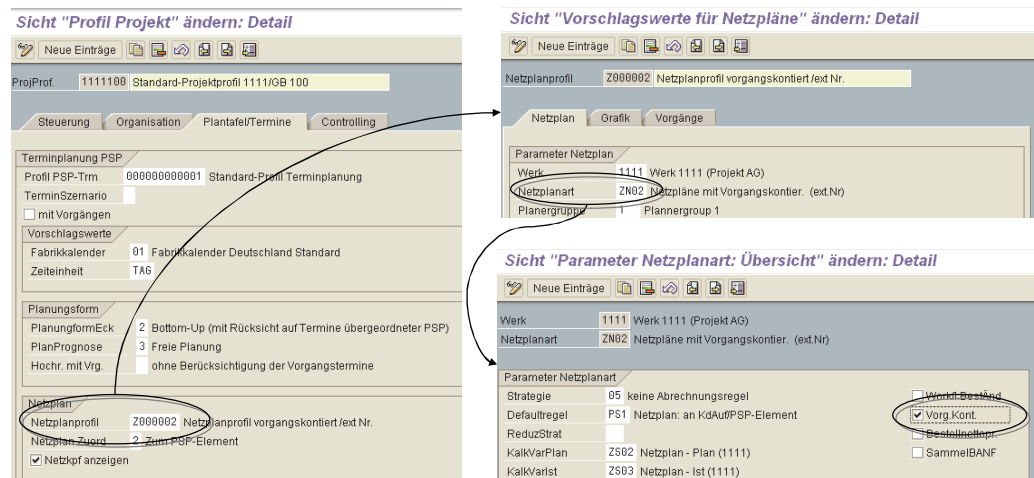 Sicht "Profil Projekt" ändern: Detail
Neue Einträge
ProjProf. 1111100 Standard-Projektprofil 1111/GB 100
Steuerung Organisation Plantafel/Termine Controlling
Terminplanung PSP
Profil PSP-Trm 000000000001 Standard-Profil Terminplanung
TerminSzenario
mit Vorgängen
Vorschlagswerte
Fabrikkalender 01 Fabrikkalender Deutschland Standard
Zeiteinheit TAG
Planungsform
PlanungformEck 2 Bottom-Up (mit Rücksicht auf Termine übergeordneter PSP)
PlanPrognose 3 Freie Planung
Hochr. mit Vrg. ohne Berücksichtigung der Vorgangstermine
Netzplan
Netzplanprofil Z000002 Netzplanprofil vorgangskontiert /ext Nr.
Netzplan Zuord 2 Zum PSP-Element
Netzkpf anzeigen
Sicht "Vorschlagswerte für Netzpläne" ändern: Detail
Neue Einträge
Netzplanprofil Z000002 Netzplanprofil vorgangskontiert /ext Nr.
Netzplan Grafik Vorgänge
Parameter Netzplan
Werk 1111 Werk 1111 (Projekt AG)
Netzplanart ZN02 Netzpläne mit Vorgangskontier. (ext.Nr)
Planergruppe 1 Plannergroup 1
Sicht "Parameter Netzplanart: Übersicht" ändern: Detail
Neue Einträge
Werk 1111 Werk 1111 (Projekt AG)
Netzplanart ZN02 Netzpläne mit Vorgangskontier. (ext.Nr)
Parameter Netzplanart
Strategie 05 keine Abrechnungsregel Workfl.BestÄnd
Defaultregel PS1 Netzplan: an KdAuf/PSP-Element Vorg.Kont.
ReduzStrat Bestellnettopr.
KalkVarPlan ZS02 Netzplan - Plan (1111) SammelBANF
KalkVarIst ZS03 Netzplan - Ist (1111)